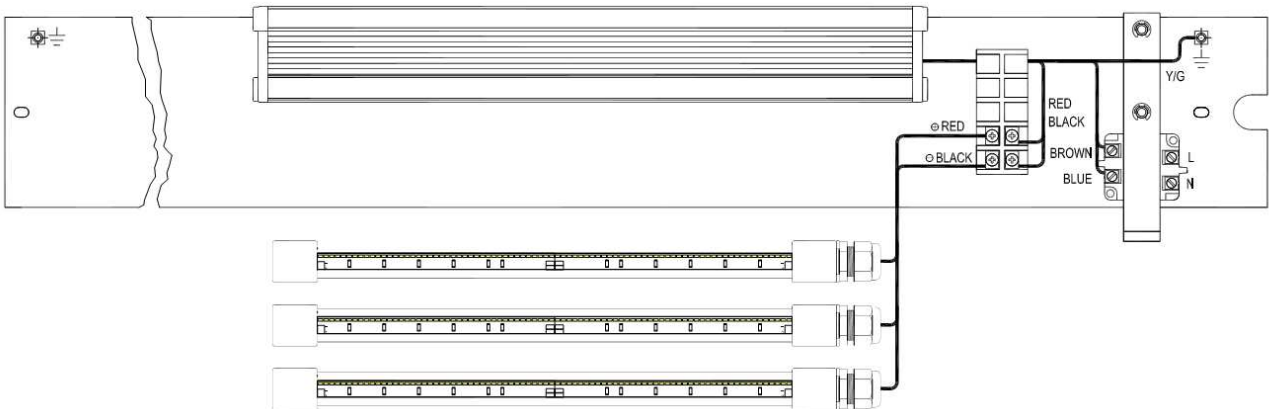 Y/G
RED
BLACK
⊕ RED
⊖ BLACK
BROWN
L
BLUE
N